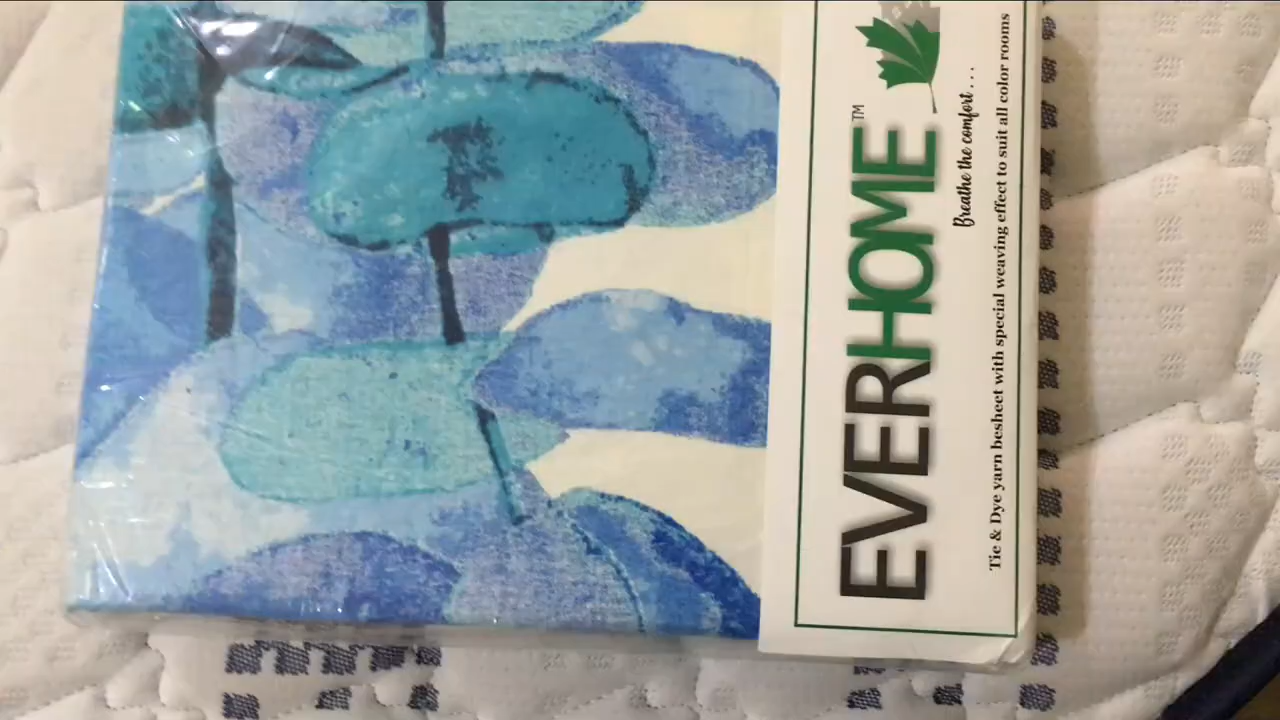 EVERHOME™
Breathe the comfort...
Tie & Dye yarn besheet with special weaving effect to suit all color rooms